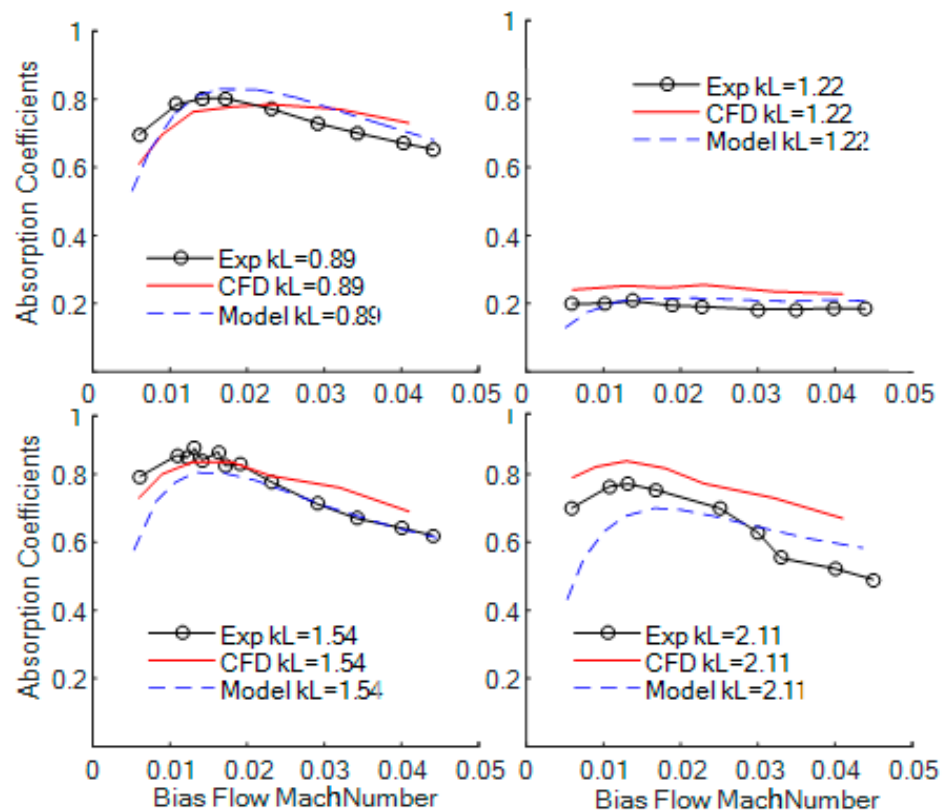 1
0.8
0.6
0.4
0.2
Absorption Coefficients
Exp kL=0.89
CFD kL=0.89
Model kL=0.89
0 0.01 0.02 0.03 0.04 0.05
1
0.8
0.6
0.4
0.2
Exp kL=1.22
CFD kL=1.22
Model kL=1.22
0 0.01 0.02 0.03 0.04 0.05
1
0.8
0.6
0.4
0.2
Absorption Coefficients
Exp kL=1.54
CFD kL=1.54
Model kL=1.54
0 0.01 0.02 0.03 0.04 0.05
Bias Flow MachNumber
1
0.8
0.6
0.4
0.2
Exp kL=2.11
CFD kL=2.11
Model kL=2.11
0 0.01 0.02 0.03 0.04 0.05
Bias Flow MachNumber